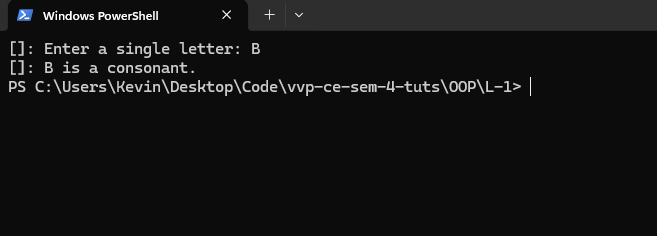 Windows PowerShell
[]: Enter a single letter: B
[]: B is a consonant.
PS C:\Users\Kevin\Desktop\Code\vvp-ce-sem-4-tuts\OOP\L-1>